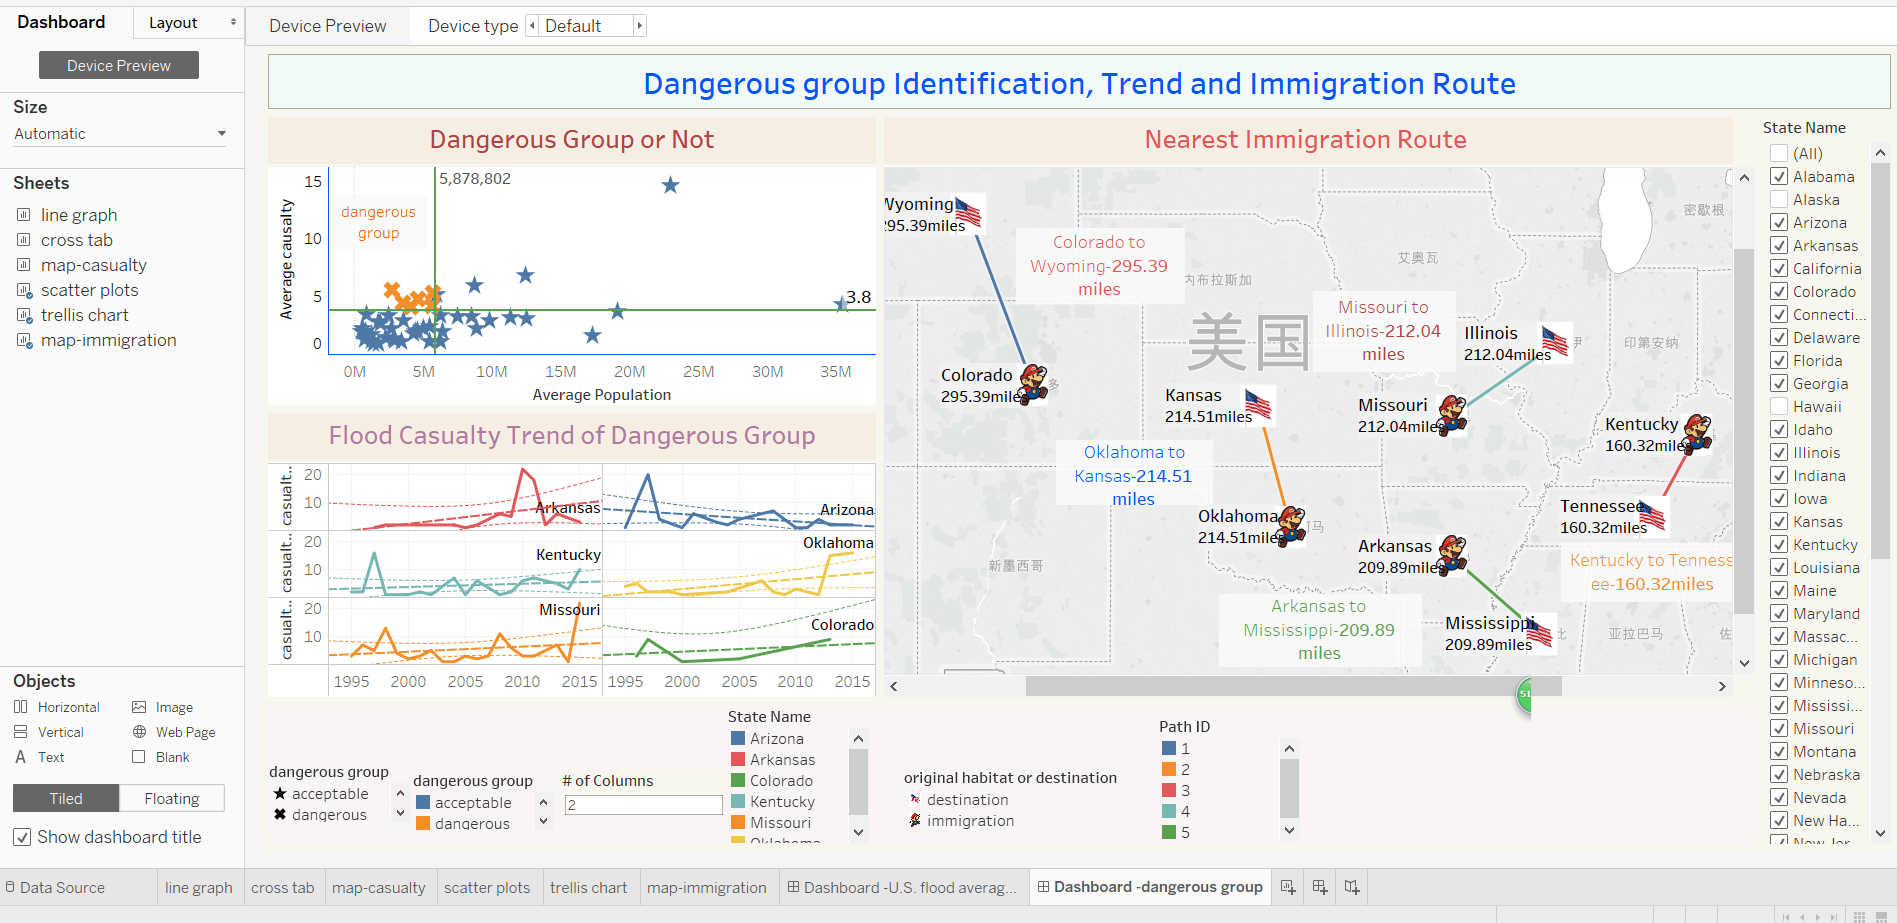 Dashboard
Layout
Device Preview
Device type
Default
Device Preview
Size
Automatic
Sheets
line graph
cross tab
map-casualty
scatter plots
trellis chart
map-immigration
Objects
Horizontal
Image
Vertical
Web Page
Text
Blank
Tiled
Floating
Show dashboard title
Dangerous group Identification, Trend and Immigration Route
Dangerous Group or Not
15
10
5
0
Average causalty
5,878,802
dangerous
group
3.8
0M
5M
10M
15M
20M
25M
30M
35M
Average Population
Flood Casualty Trend of Dangerous Group
casualt..
20
10
Arkansas
Arizona
casualt..
20
10
Kentucky
Oklahoma
casualt..
20
10
Missouri
Colorado
1995
2000
2005
2010
2015
1995
2000
2005
2010
2015
dangerous group
acceptable
dangerous
dangerous group
acceptable
dangerous
# of Columns
2
State Name
Arizona
Arkansas
Colorado
Kentucky
Missouri
Oklahoma
Nearest Immigration Route
Wyoming
295.39miles
Colorado to
Wyoming-295.39
miles
内布拉斯加
艾奥瓦
密歇根
美国
Missouri to
Illinois-212.04
miles
Illinois
212.04miles
印第安纳
Colorado
295.39miles
多
Kansas
214.51miles
Missouri
212.04miles
Kentucky
160.32miles
Oklahoma to
Kansas-214.51
miles
Oklahoma
214.51miles
马
Tennessee
160.32miles
Arkansas
209.89miles
新墨西哥
Kentucky to Tenness
ee-160.32miles
Arkansas to
Mississippi-209.89
miles
Mississippi
209.89miles
比
亚拉巴马
佐
51
original habitat or destination
destination
immigration
Path ID
1
2
3
4
5
State Name
(All)
Alabama
Alaska
Arizona
Arkansas
California
Colorado
Connecti...
Delaware
Florida
Georgia
Hawaii
Idaho
Illinois
Indiana
Iowa
Kansas
Kentucky
Louisiana
Maine
Maryland
Massac...
Michigan
Minneso...
Mississi...
Missouri
Montana
Nebraska
Nevada
New Ha...
New Jer...
Data Source
line graph
cross tab
map-casualty
scatter plots
trellis chart
map-immigration
Dashboard -U.S. flood averag...
Dashboard -dangerous group